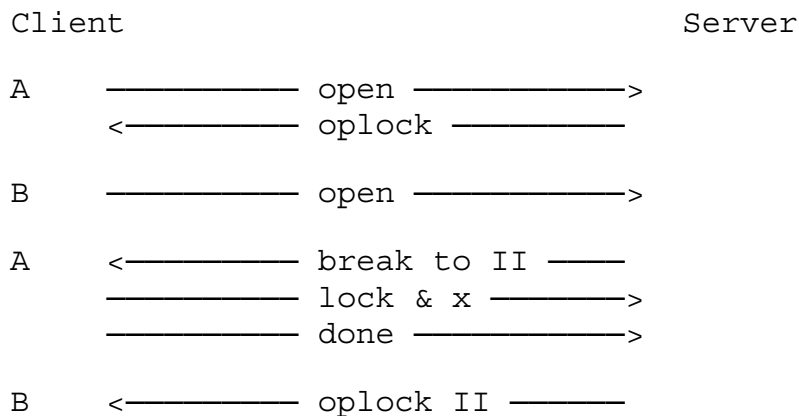 Client Server
A ————————— open ——————————>
<————————— oplock ————————
B ————————— open ——————————>
A <————————— break to II ————
————————— lock & x ——————>
————————— done ——————————>
B <————————— oplock II ——————